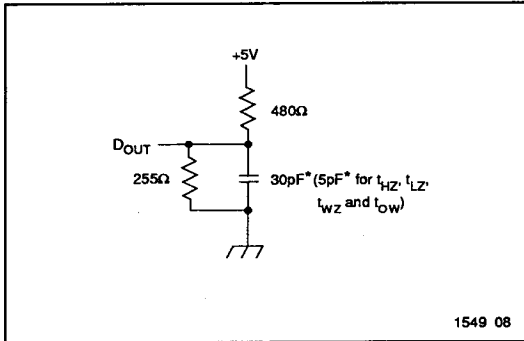 +5V
480Ω
DOUT
255Ω
30pF* (5pF* for tHZ, tLZ,
tWZ and tOW)
1549 08